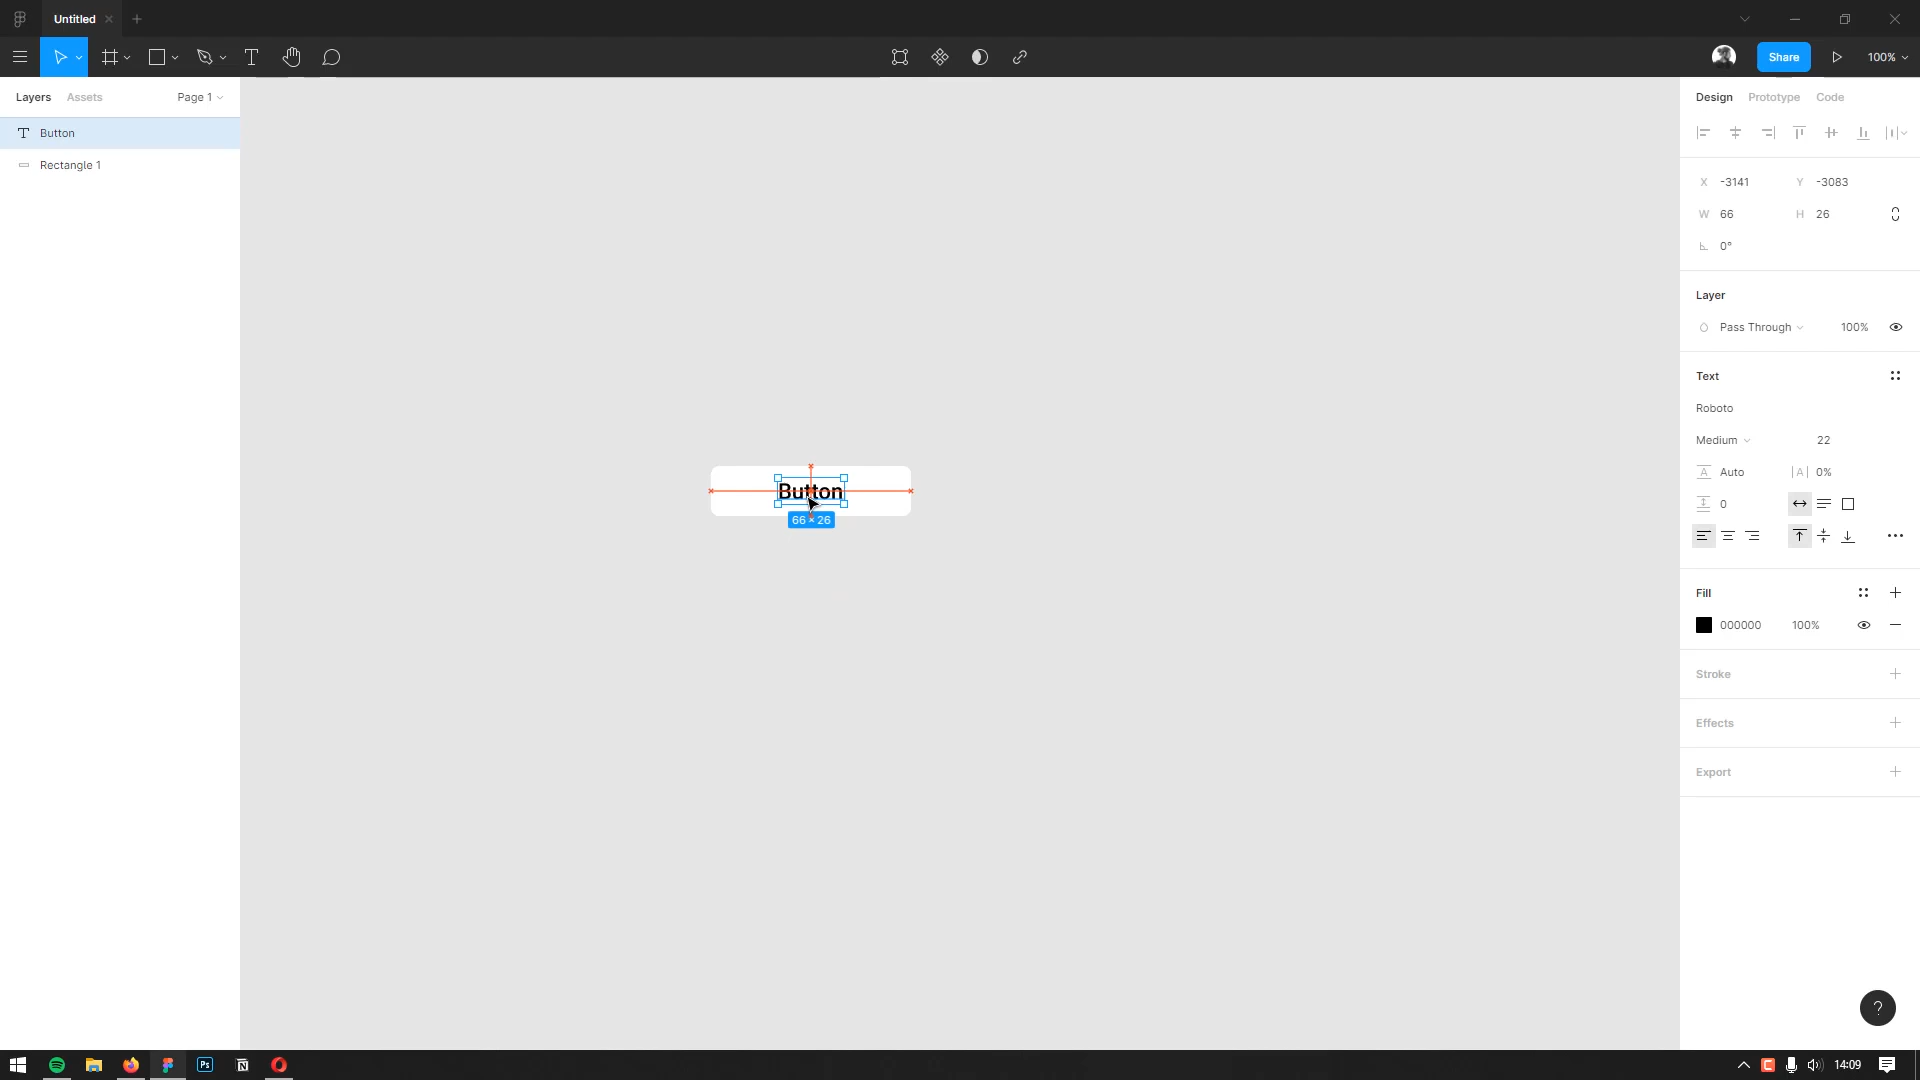 Untitled
Share
100%
Layers
Assets
Page 1
Button
Rectangle 1
Button
66 × 26
Design
Prototype
Code
X -3141
Y -3083
W 66
H 26
0°
Layer
Pass Through
100%
Text
Roboto
Medium
22
Auto
|A| 0%
0
Fill
000000
100%
Stroke
Effects
Export
?
Ps
14:09